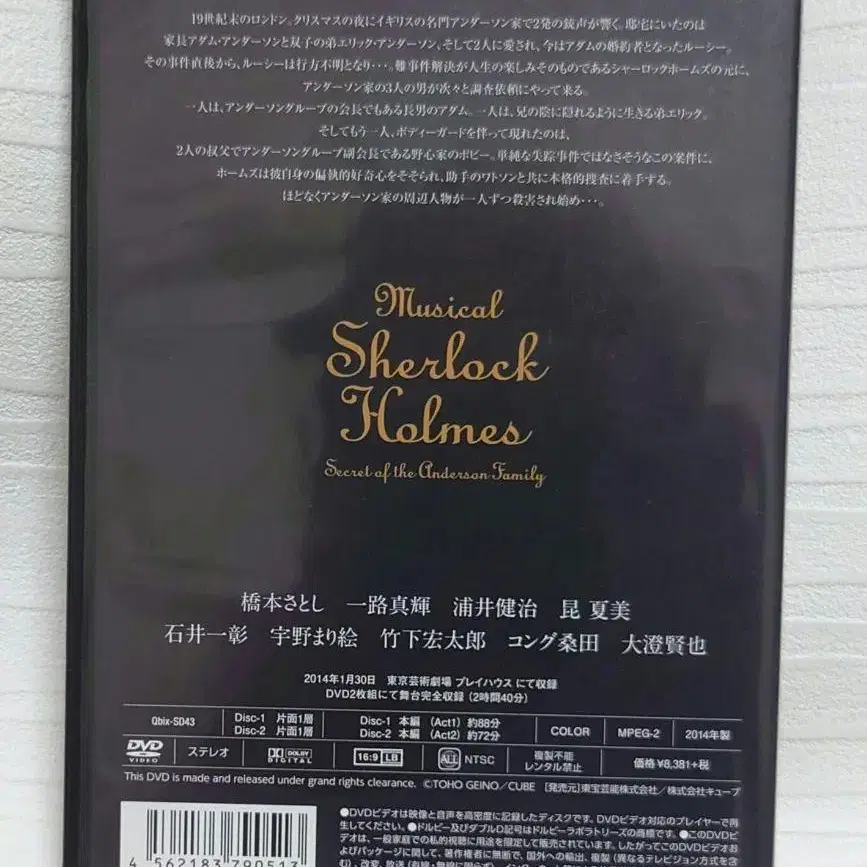 19世紀末のロンドン。クリスマスの夜にイギリスの名門アンダーソン家で2発の銃声が響く。邸宅にいたのは
家長アダム・アンダーソンと双子の弟エリック・アンダーソン、そして2人に愛され、今はアダムの婚約者となったルーシー。
その事件直後から、ルーシーは行方不明となり・・・。難事件解決が人生の楽しみそのものであるシャーロックホームズの元に、
アンダーソン家の3人の男が次々と調査依頼にやって来る。
一人は、アンダーソングループの会長でもある長男のアダム。一人は、兄の陰に隠れるように生きる弟エリック。
そしてもう一人、ボディーガードを伴って現れたのは、
2人の叔父でアンダーソングループ副会長である野心家のボビー。単純な失踪事件ではなさそうなこの案件に、
ホームズは彼自身の偏執的好奇心をそそられ、助手のワトソンと共に本格的捜査に着手する。
ほどなくアンダーソン家の周辺人物が一人ずつ殺害され始め・・・。
Musical
Sherlock
Holmes
Secret of the Anderson Family
橋本さとし 一路真輝 浦井健治 昆 夏美
石井一彰 宇野まり絵 竹下宏太郎 コング桑田 大澄賢也
2014年1月30日 東京芸術劇場 プレイハウス にて収録
DVD2枚組にて舞台完全収録(2時間40分)
Qbix-SD43 Disc-1 片面1層 Disc-1 本編 (Act1) 約88分 COLOR MPEG-2 2014年製
Disc-2 片面1層 Disc-2 本編 (Act2) 約72分
DVD VIDEO ステレオ DOLBY DIGITAL 16:9 LB ALL NTSC 複製不能 レンタル禁止 価格 ¥8,381+税
This DVD is made and released under grand rights clearance. ©TOHO GEINO/CUBE [発売元]東宝芸能株式会社/株式会社キューブ
●DVDビデオは映像と音声を高密度に記録したディスクです。DVDビデオ対応のプレイヤーで再
生してください。●ドルビー及びダブルD記号はドルビーラボラトリーズの商標です。●このDVDビ
デオは、一般家庭での私的視聴に用途を限定して販売されています。したがってこのDVDビデオ
およびパッケージに関して、著作権者に無断で、国外への輸出、複製(異なるテレビジョン方式を含
む)、改変、放送
4 562183 790513